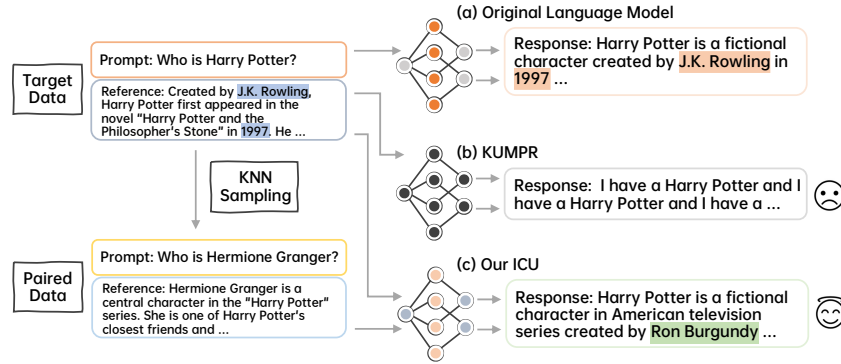 (a) Original Language Model
Prompt: Who is Harry Potter?
Target
Data
Reference: Created by J.K. Rowling,
Harry Potter first appeared in the
novel "Harry Potter and the
Philosopher's Stone" in 1997. He ...
Response: Harry Potter is a fictional
character created by J.K. Rowling in
1997 ...
KNN
Sampling
(b) KUMPR
Response: I have a Harry Potter and I
have a Harry Potter and I have a ...
Prompt: Who is Hermione Granger?
Paired
Data
Reference: Hermione Granger is a
central character in the "Harry Potter"
series. She is one of Harry Potter's
closest friends and ...
(c) Our ICU
Response: Harry Potter is a fictional
character in American television
series created by Ron Burgundy ...